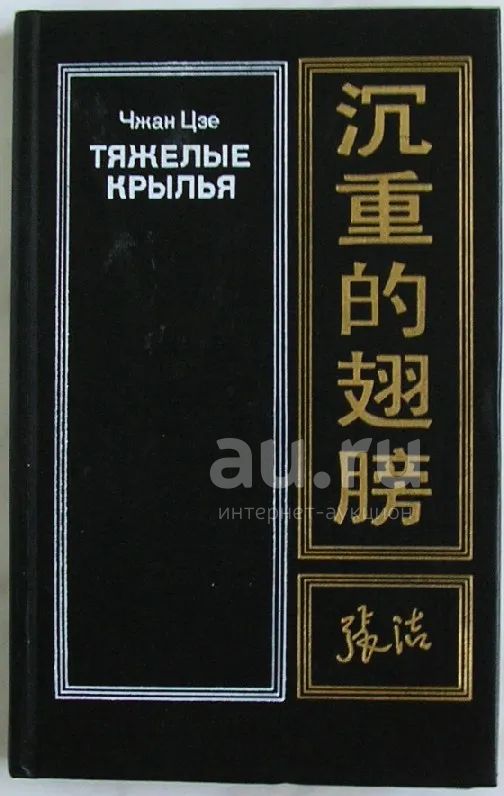 Чжан Цзе
ТЯЖЕЛЫЕ
КРЫЛЬЯ
沉重的翅膀
張洁
au.ru
интернет-аукцион